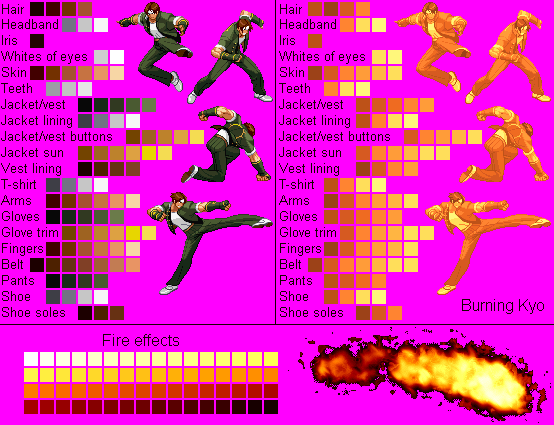 Hair
Headband
Iris
Whites of eyes
Skin
Teeth
Jacket/vest
Jacket lining
Jacket/vest buttons
Jacket sun
Vest lining
T-shirt
Arms
Gloves
Glove trim
Fingers
Belt
Pants
Shoe
Shoe soles
Hair
Headband
Iris
Whites of eyes
Skin
Teeth
Jacket/vest
Jacket lining
Jacket/vest buttons
Jacket sun
Vest lining
T-shirt
Arms
Gloves
Glove trim
Fingers
Belt
Pants
Shoe
Shoe soles
Burning Kyo
Fire effects